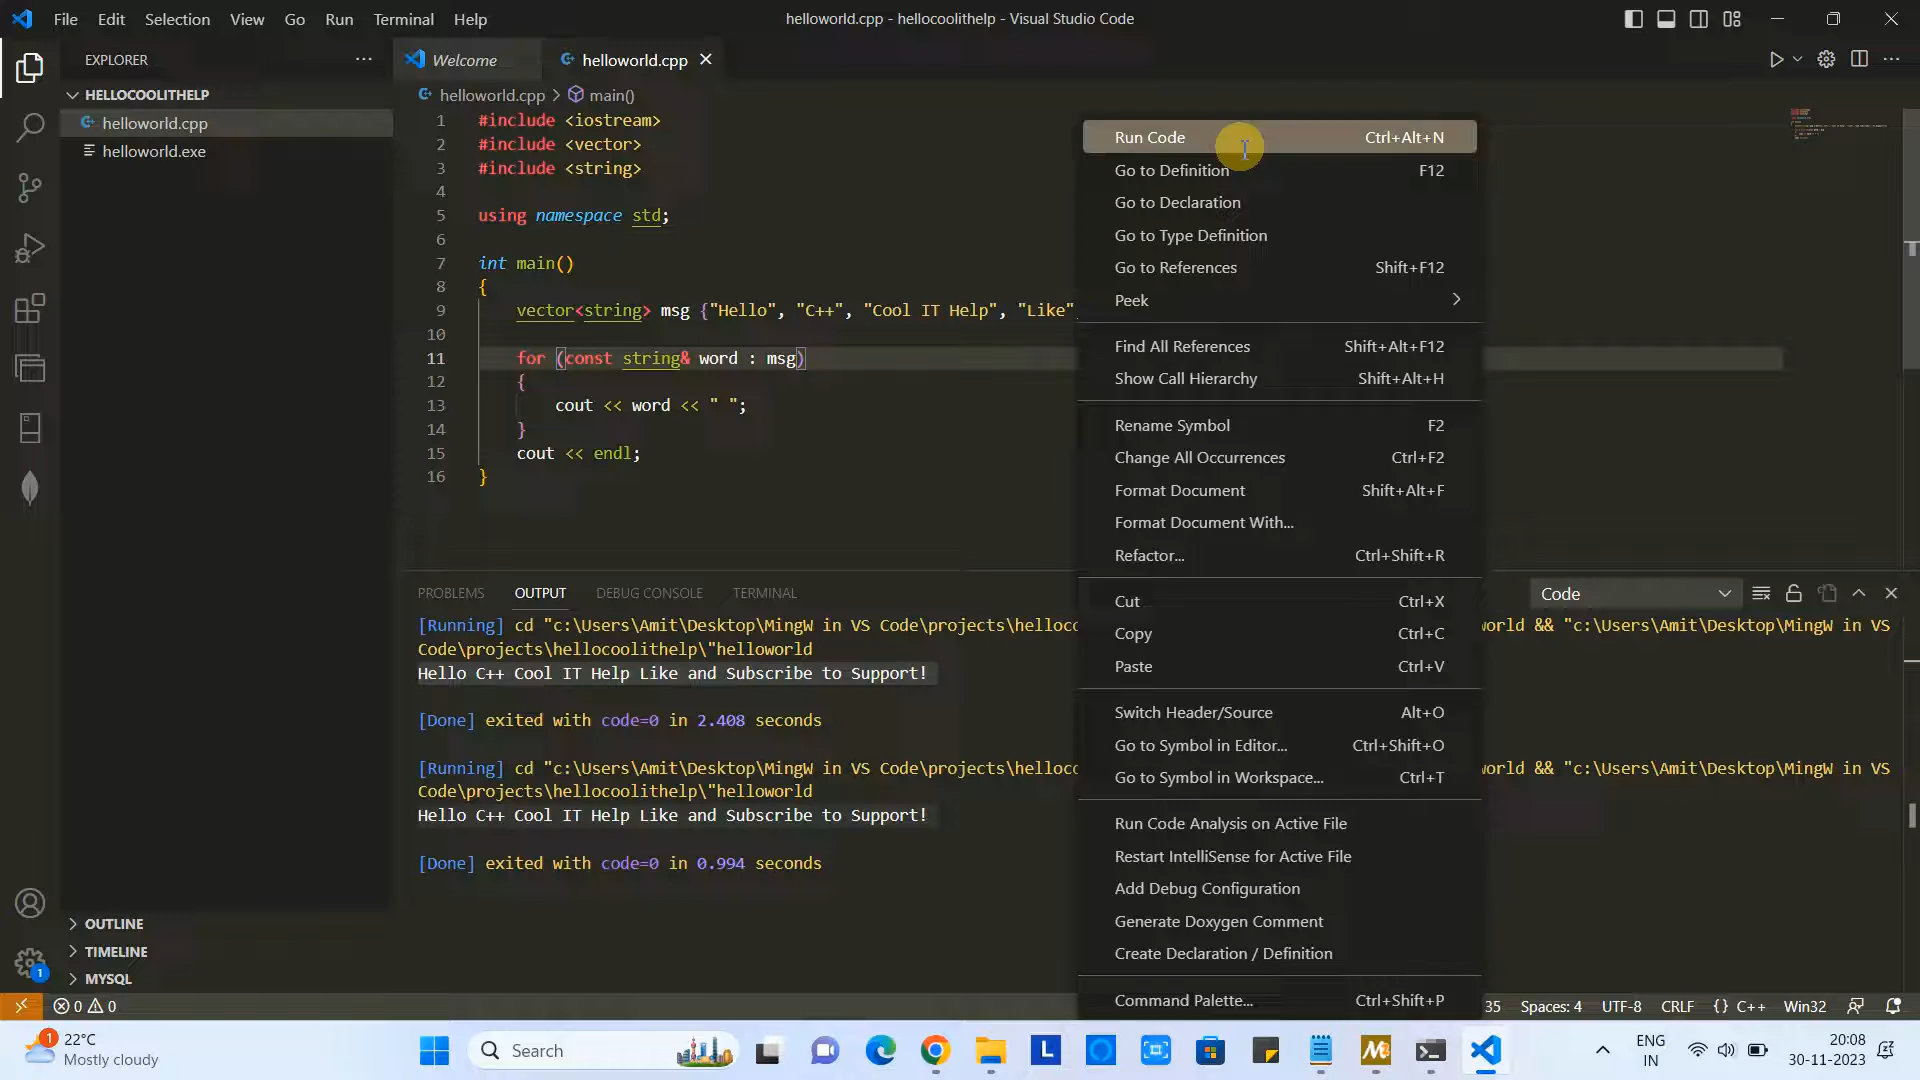 File Edit Selection View Go Run Terminal Help
helloworld.cpp - hellocoolithelp - Visual Studio Code
EXPLORER
HELLOCOOLITHELP
helloworld.cpp
helloworld.exe
OUTLINE
TIMELINE
MYSQL
Welcome
helloworld.cpp
helloworld.cpp > main()
1 #include <iostream>
2 #include <vector>
3 #include <string>
4
5 using namespace std;
6
7 int main()
8 {
9 vector<string> msg {"Hello", "C++", "Cool IT Help", "Like"
10
11 for (const string& word : msg)
12 {
13 cout << word << " ";
14 }
15 cout << endl;
16 }
Run Code Ctrl+Alt+N
Go to Definition F12
Go to Declaration
Go to Type Definition
Go to References Shift+F12
Peek
Find All References Shift+Alt+F12
Show Call Hierarchy Shift+Alt+H
Rename Symbol F2
Change All Occurrences Ctrl+F2
Format Document Shift+Alt+F
Format Document With...
Refactor... Ctrl+Shift+R
Cut Ctrl+X
Copy Ctrl+C
Paste Ctrl+V
Switch Header/Source Alt+O
Go to Symbol in Editor... Ctrl+Shift+O
Go to Symbol in Workspace... Ctrl+T
Run Code Analysis on Active File
Restart IntelliSense for Active File
Add Debug Configuration
Generate Doxygen Comment
Create Declaration / Definition
Command Palette... Ctrl+Shift+P
PROBLEMS OUTPUT DEBUG CONSOLE TERMINAL
Code
[Running] cd "c:\Users\Amit\Desktop\MingW in VS Code\projects\helloco world && "c:\Users\Amit\Desktop\MingW in VS
Code\projects\hellocoolithelp\"helloworld
Hello C++ Cool IT Help Like and Subscribe to Support!
[Done] exited with code=0 in 2.408 seconds
[Running] cd "c:\Users\Amit\Desktop\MingW in VS Code\projects\helloco world && "c:\Users\Amit\Desktop\MingW in VS
Code\projects\hellocoolithelp\"helloworld
Hello C++ Cool IT Help Like and Subscribe to Support!
[Done] exited with code=0 in 0.994 seconds
1
0 0
35 Spaces: 4 UTF-8 CRLF {} C++ Win32
1
22°C
Mostly cloudy
Search
L
ENG
IN
20:08
30-11-2023